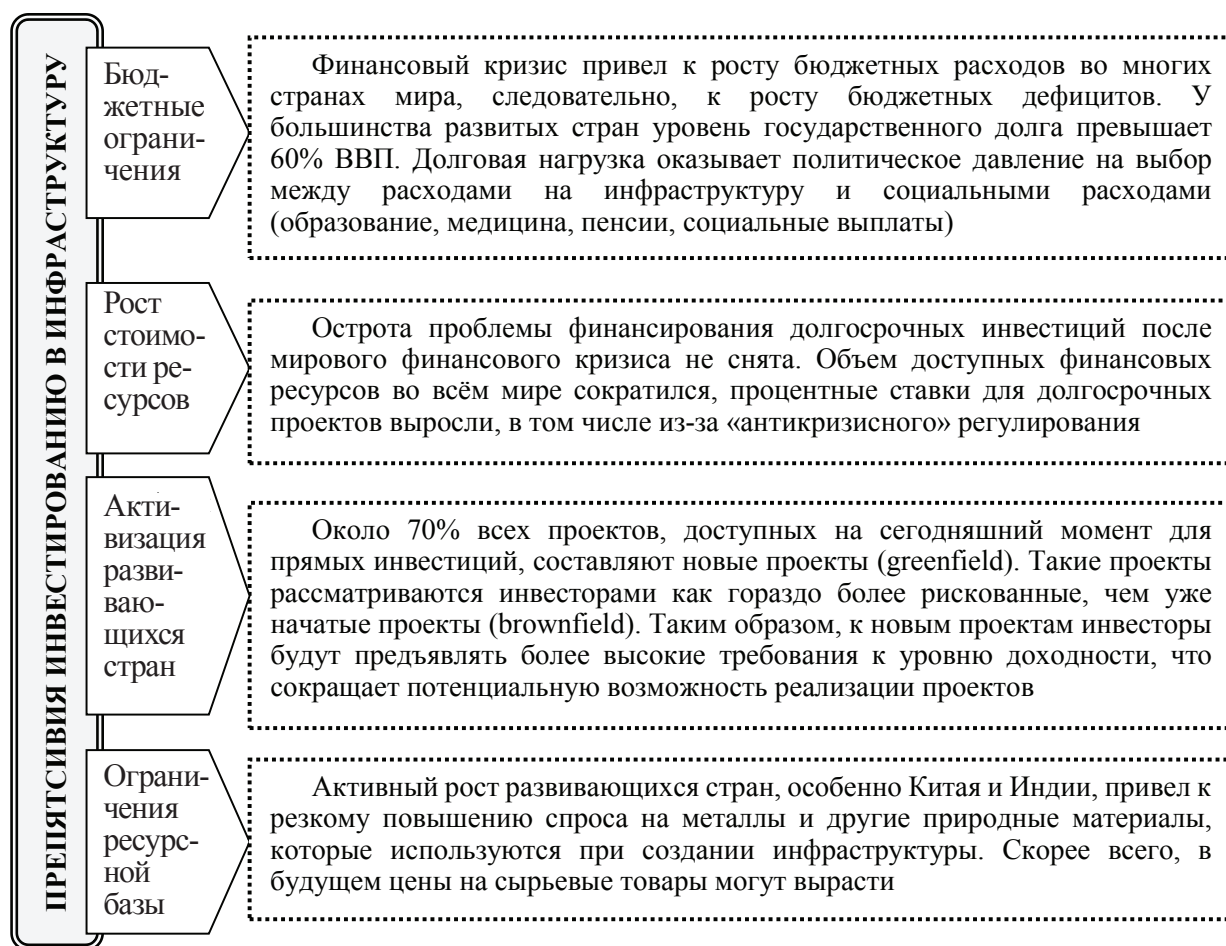 ПРЕПЯТСИВИЯ ИНВЕСТИРОВАНИЮ В ИНФРАСТРУКТУРУ
Бюд-
жетные
ограни-
чения
Финансовый кризис привел к росту бюджетных расходов во многих
странах мира, следовательно, к росту бюджетных дефицитов. У
большинства развитых стран уровень государственного долга превышает
60% ВВП. Долговая нагрузка оказывает политическое давление на выбор
между расходами на инфраструктуру и социальными расходами
(образование, медицина, пенсии, социальные выплаты)
Рост
стоимо-
сти ре-
сурсов
Острота проблемы финансирования долгосрочных инвестиций после
мирового финансового кризиса не снята. Объем доступных финансовых
ресурсов во всём мире сократился, процентные ставки для долгосрочных
проектов выросли, в том числе из-за «антикризисного» регулирования
Акти-
визация
разви-
ваю-
щихся
стран
Около 70% всех проектов, доступных на сегодняшний момент для
прямых инвестиций, составляют новые проекты (greenfield). Такие проекты
рассматриваются инвесторами как гораздо более рискованные, чем уже
начатые проекты (brownfield). Таким образом, к новым проектам инвесторы
будут предъявлять более высокие требования к уровню доходности, что
сокращает потенциальную возможность реализации проектов
Ограни-
чения
ресурс-
ной
базы
Активный рост развивающихся стран, особенно Китая и Индии, привел к
резкому повышению спроса на металлы и другие природные материалы,
которые используются при создании инфраструктуры. Скорее всего, в
будущем цены на сырьевые товары могут вырасти